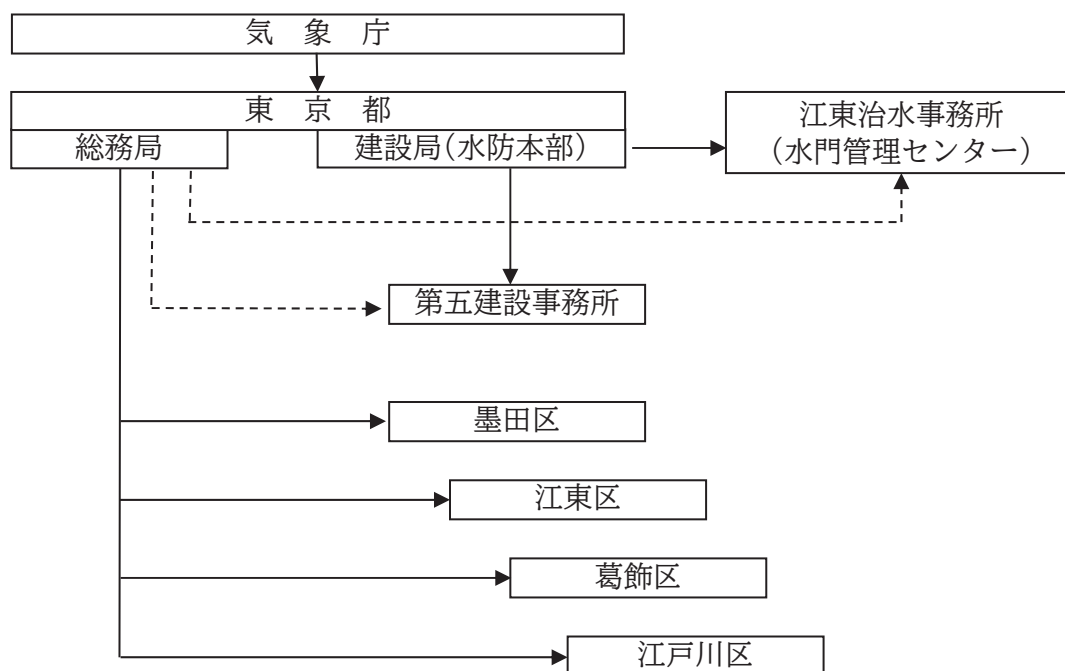 気 象 庁
東 京 都
総務局
建設局(水防本部)
江東治水事務所
(水門管理センター)
第五建設事務所
墨田区
江東区
葛飾区
江戸川区